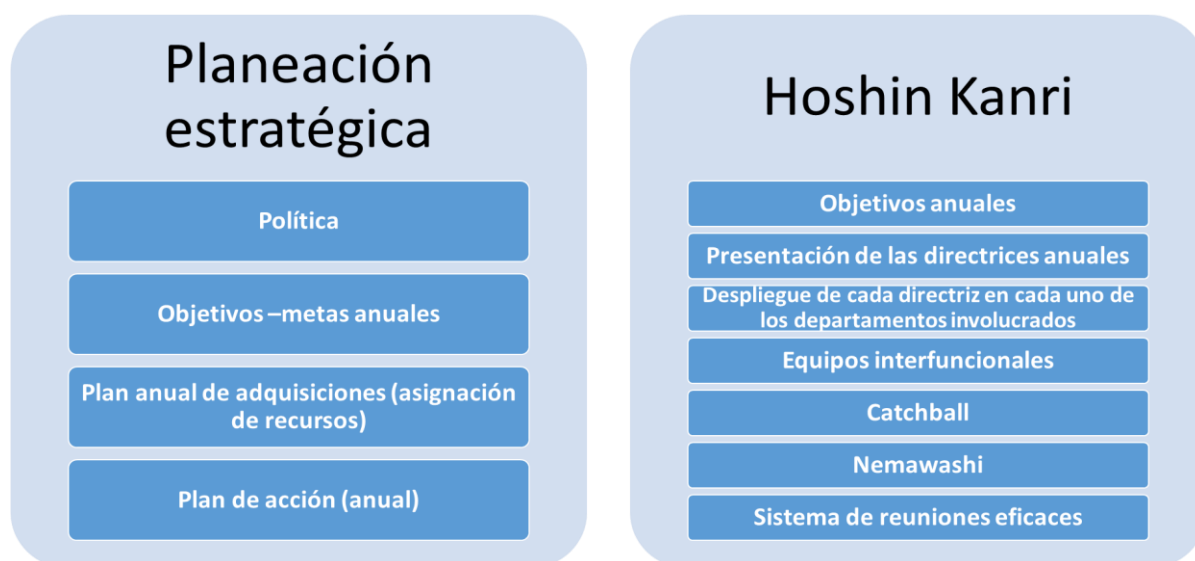 Planeación
estratégica
Política
Objetivos –metas anuales
Plan anual de adquisiciones (asignación
de recursos)
Plan de acción (anual)
Hoshin Kanri
Objetivos anuales
Presentación de las directrices anuales
Despliegue de cada directriz en cada uno de
los departamentos involucrados
Equipos interfuncionales
Catchball
Nemawashi
Sistema de reuniones eficaces